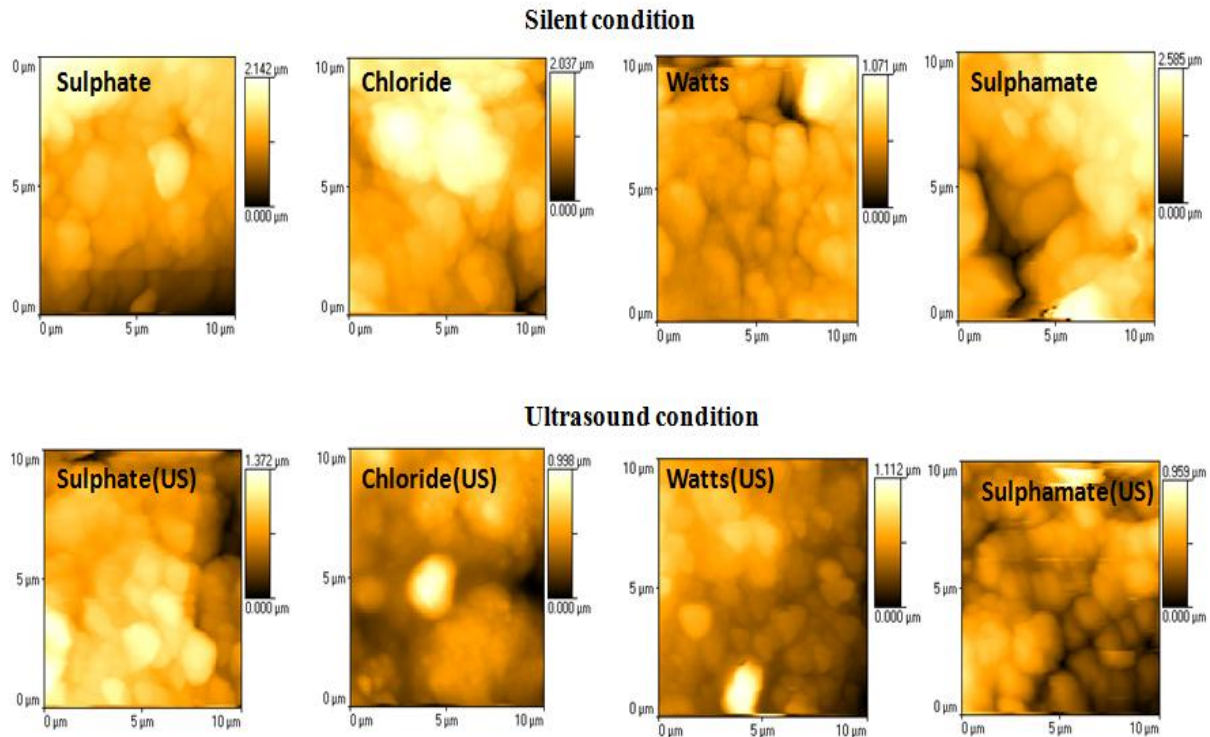 Silent condition
Sulphate
0 µm
5 µm
0 µm
0 µm
5 µm
10 µm
2.142 µm
0.000 µm
Chloride
10 µm
5 µm
0 µm
0 µm
5 µm
10 µm
2.037 µm
0.000 µm
Watts
10 µm
5 µm
0 µm
0 µm
5 µm
10 µm
1.071 µm
0.000 µm
Sulphamate
10 µm
5 µm
0 µm
0 µm
5 µm
10 µm
2.585 µm
0.000 µm
Ultrasound condition
Sulphate(US)
10 µm
5 µm
0 µm
0 µm
5 µm
10 µm
1.372 µm
0.000 µm
Chloride(US)
10 µm
5 µm
0 µm
0 µm
5 µm
10 µm
0.998 µm
0.000 µm
Watts(US)
10 µm
5 µm
0 µm
0 µm
5 µm
10 µm
1.112 µm
0.000 µm
Sulphamate(US)
10 µm
5 µm
0 µm
0 µm
5 µm
10 µm
0.959 µm
0.000 µm